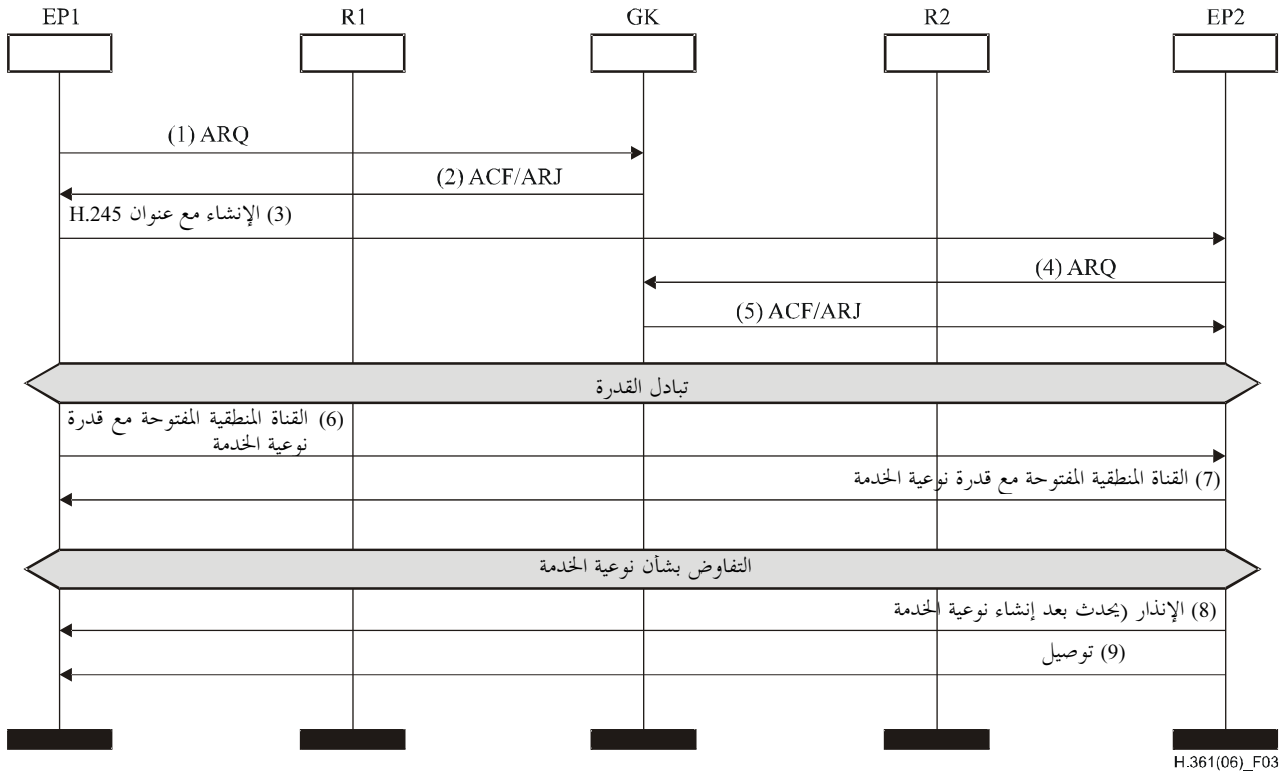 EP1 R1 GK R2 EP2
(1) ARQ
(2) ACF/ARJ
(3) الإنشاء مع عنوان H.245
(4) ARQ
(5) ACF/ARJ
تبادل القدرة
(6) القناة المنطقية المفتوحة مع قدرة
نوعية الخدمة
(7) القناة المنطقية المفتوحة مع قدرة نوعية الخدمة
التفاوض بشأن نوعية الخدمة
(8) الإنذار (يحدث بعد إنشاء نوعية الخدمة
(9) توصيل
H.361(06)_F03